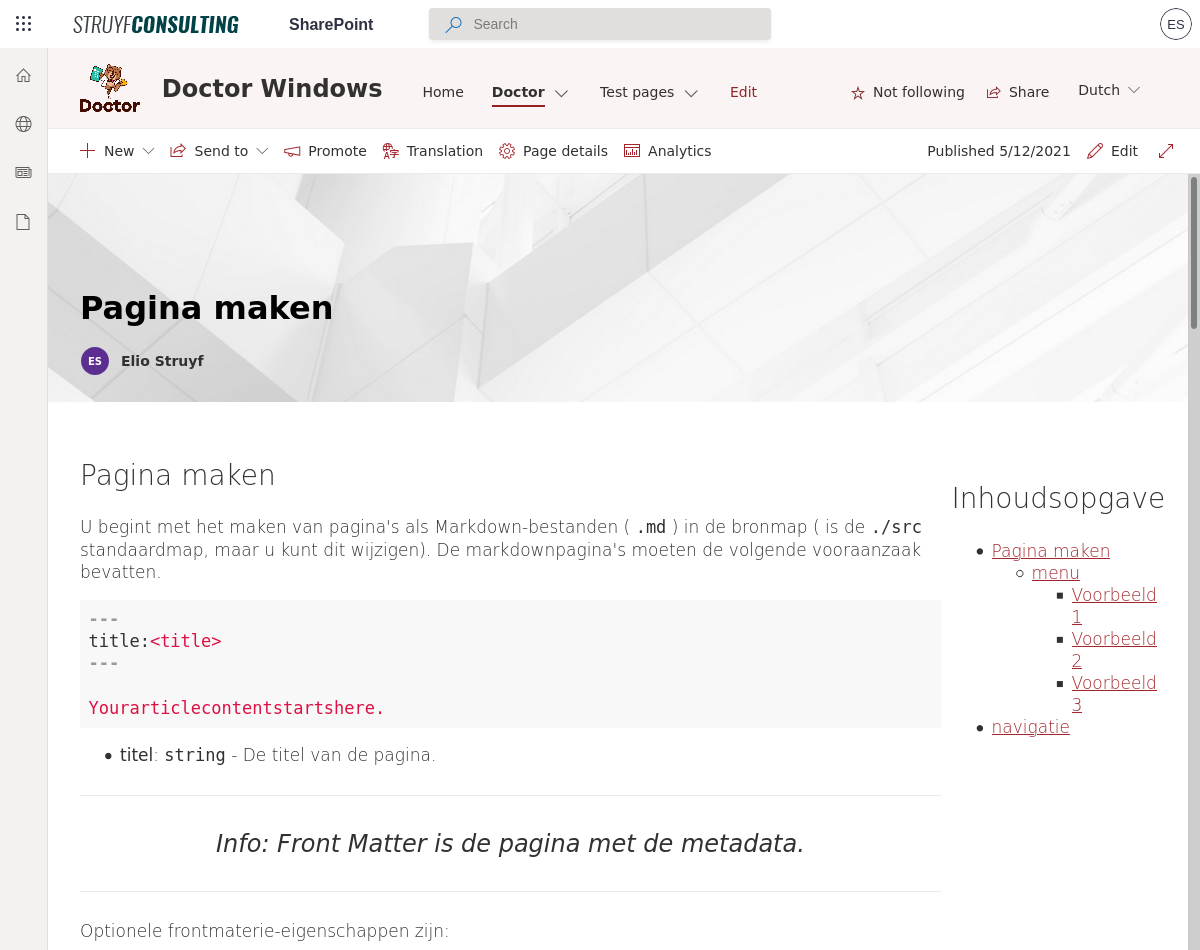 STRUYFCONSULTING SharePoint Search ES
Doctor Doctor Windows Home Doctor Test pages Edit Not following Share Dutch
New Send to Promote Translation Page details Analytics Published 5/12/2021 Edit
Pagina maken
ES Elio Struyf
Pagina maken
U begint met het maken van pagina's als Markdown-bestanden ( .md ) in de bronmap ( is de ./src
standaardmap, maar u kunt dit wijzigen). De markdownpagina's moeten de volgende vooraanzaak
bevatten.
---
title:<title>
---
Yourarticlecontentstartshere.
• titel: string - De titel van de pagina.
Info: Front Matter is de pagina met de metadata.
Optionele frontmaterie-eigenschappen zijn:
Inhoudsopgave
• Pagina maken
○ menu
▪ Voorbeeld
1
▪ Voorbeeld
2
▪ Voorbeeld
3
• navigatie